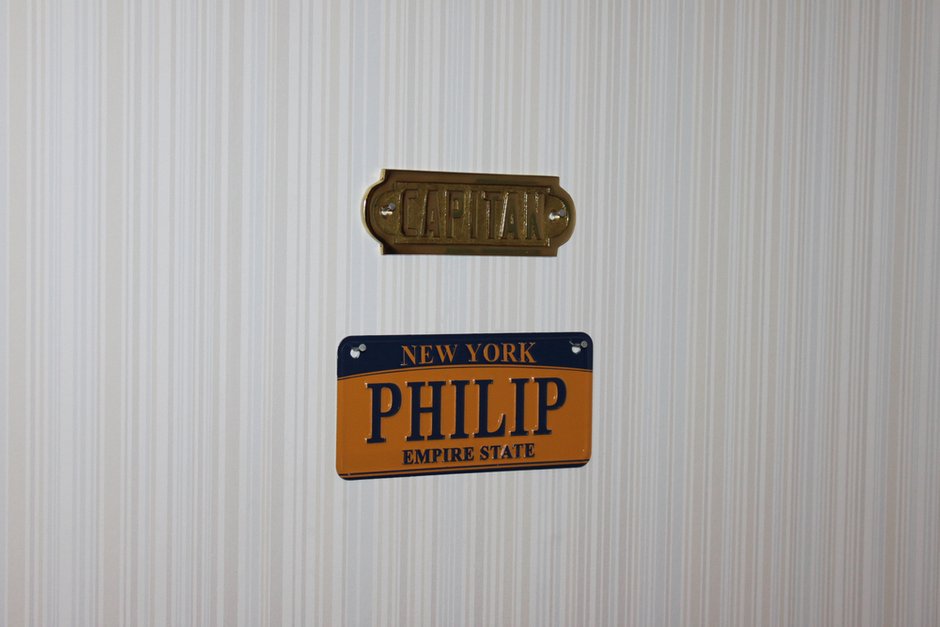 CAPITAN
NEW YORK
PHILIP
EMPIRE STATE